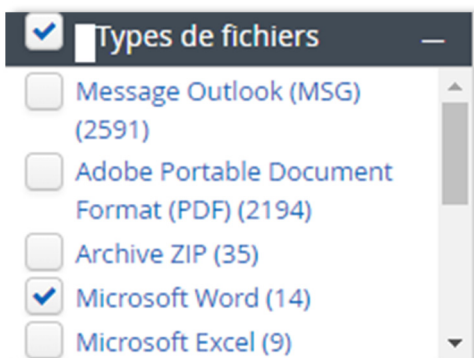 Types de fichiers
Message Outlook (MSG)
(2591)
Adobe Portable Document
Format (PDF) (2194)
Archive ZIP (35)
Microsoft Word (14)
Microsoft Excel (9)